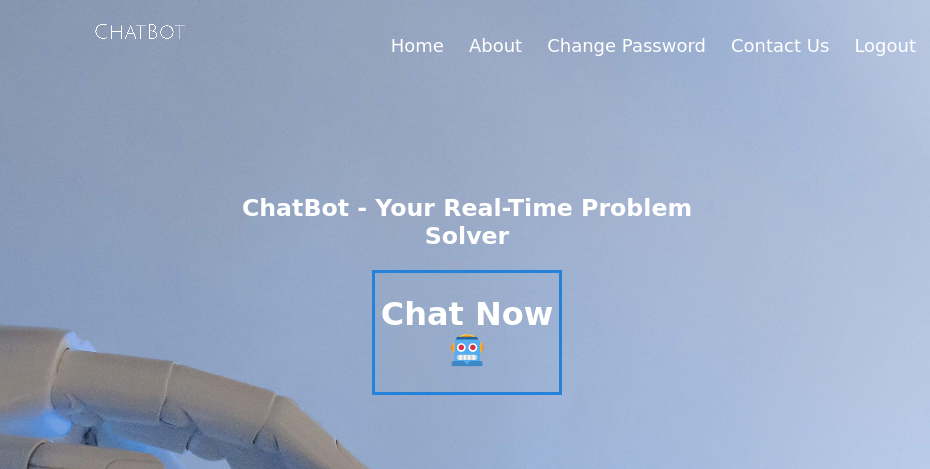 CHATBOT
Home About Change Password Contact Us Logout
ChatBot - Your Real-Time Problem
Solver
Chat Now